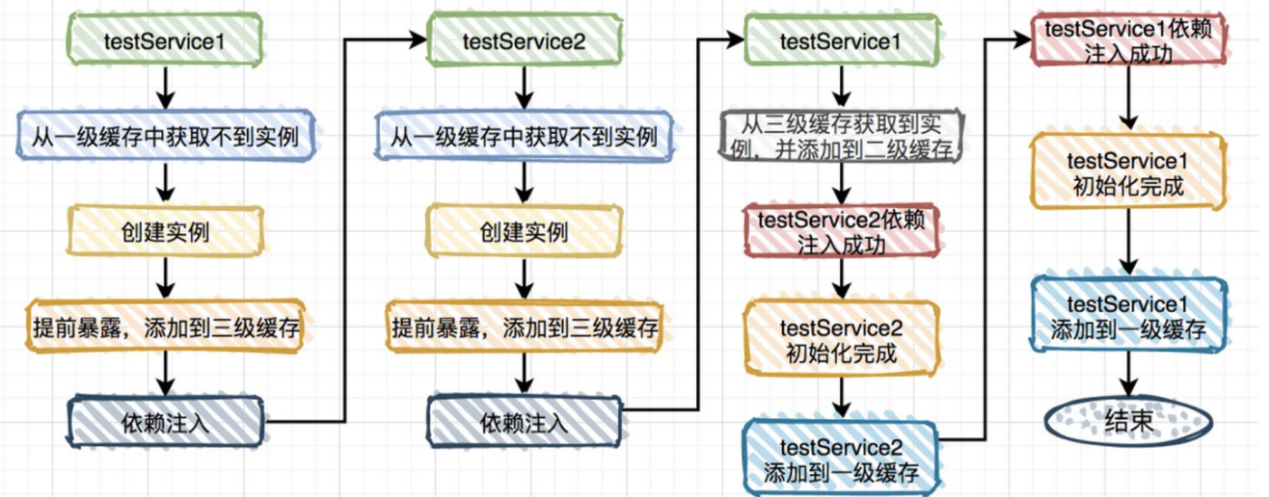 testService1
从一级缓存中获取不到实例
创建实例
提前暴露，添加到三级缓存
依赖注入
testService2
从一级缓存中获取不到实例
创建实例
提前暴露，添加到三级缓存
依赖注入
testService1
从三级缓存获取到实
例，并添加到二级缓存
testService2依赖
注入成功
testService2
初始化完成
testService2
添加到一级缓存
testService1依赖
注入成功
testService1
初始化完成
testService1
添加到一级缓存
结束